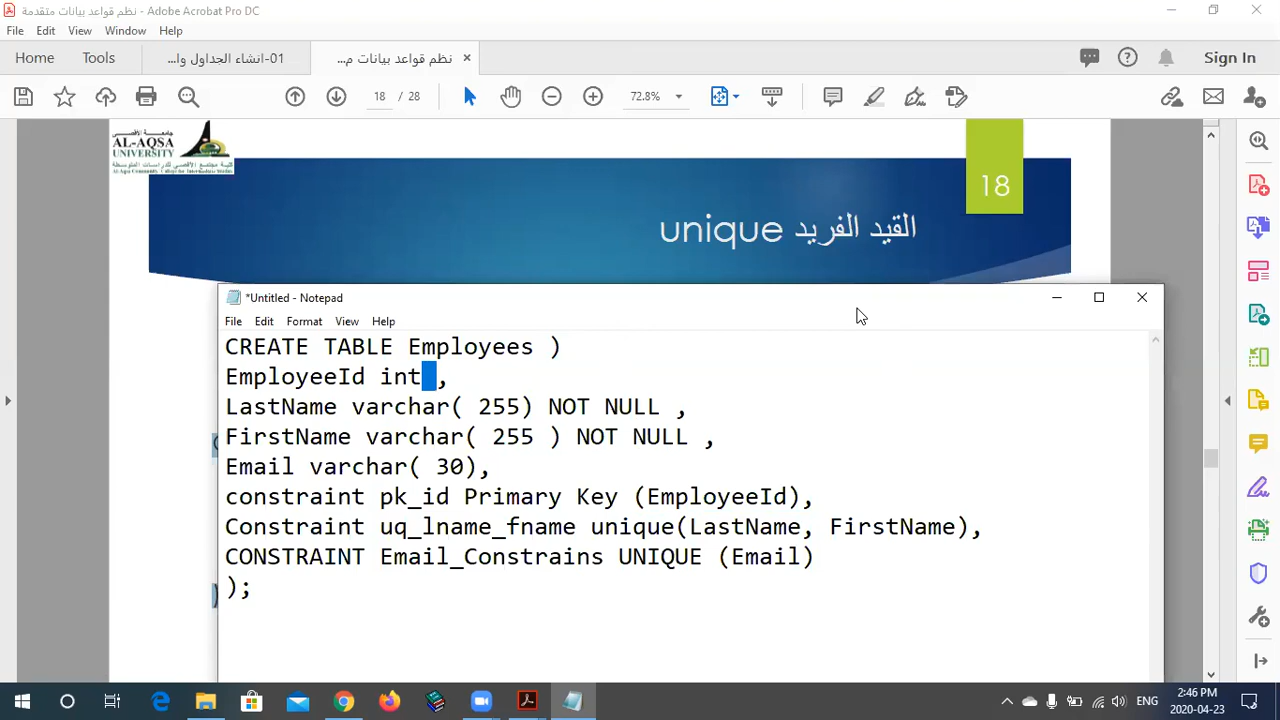 نظم قواعد بيانات متقدمة - Adobe Acrobat Pro DC
File Edit View Window Help
Home Tools 01-انشاء الجداول وا... نظم قواعد بيانات م... × Sign In
18 / 28 72.8%
AL-AQSA
UNIVERSITY
18
القيد الفريد unique
*Untitled - Notepad
File Edit Format View Help
CREATE TABLE Employees )
EmployeeId int ,
LastName varchar( 255) NOT NULL ,
FirstName varchar( 255 ) NOT NULL ,
Email varchar( 30),
constraint pk_id Primary Key (EmployeeId),
Constraint uq_lname_fname unique(LastName, FirstName),
CONSTRAINT Email_Constrains UNIQUE (Email)
);
ENG
2:46 PM
2020-04-23